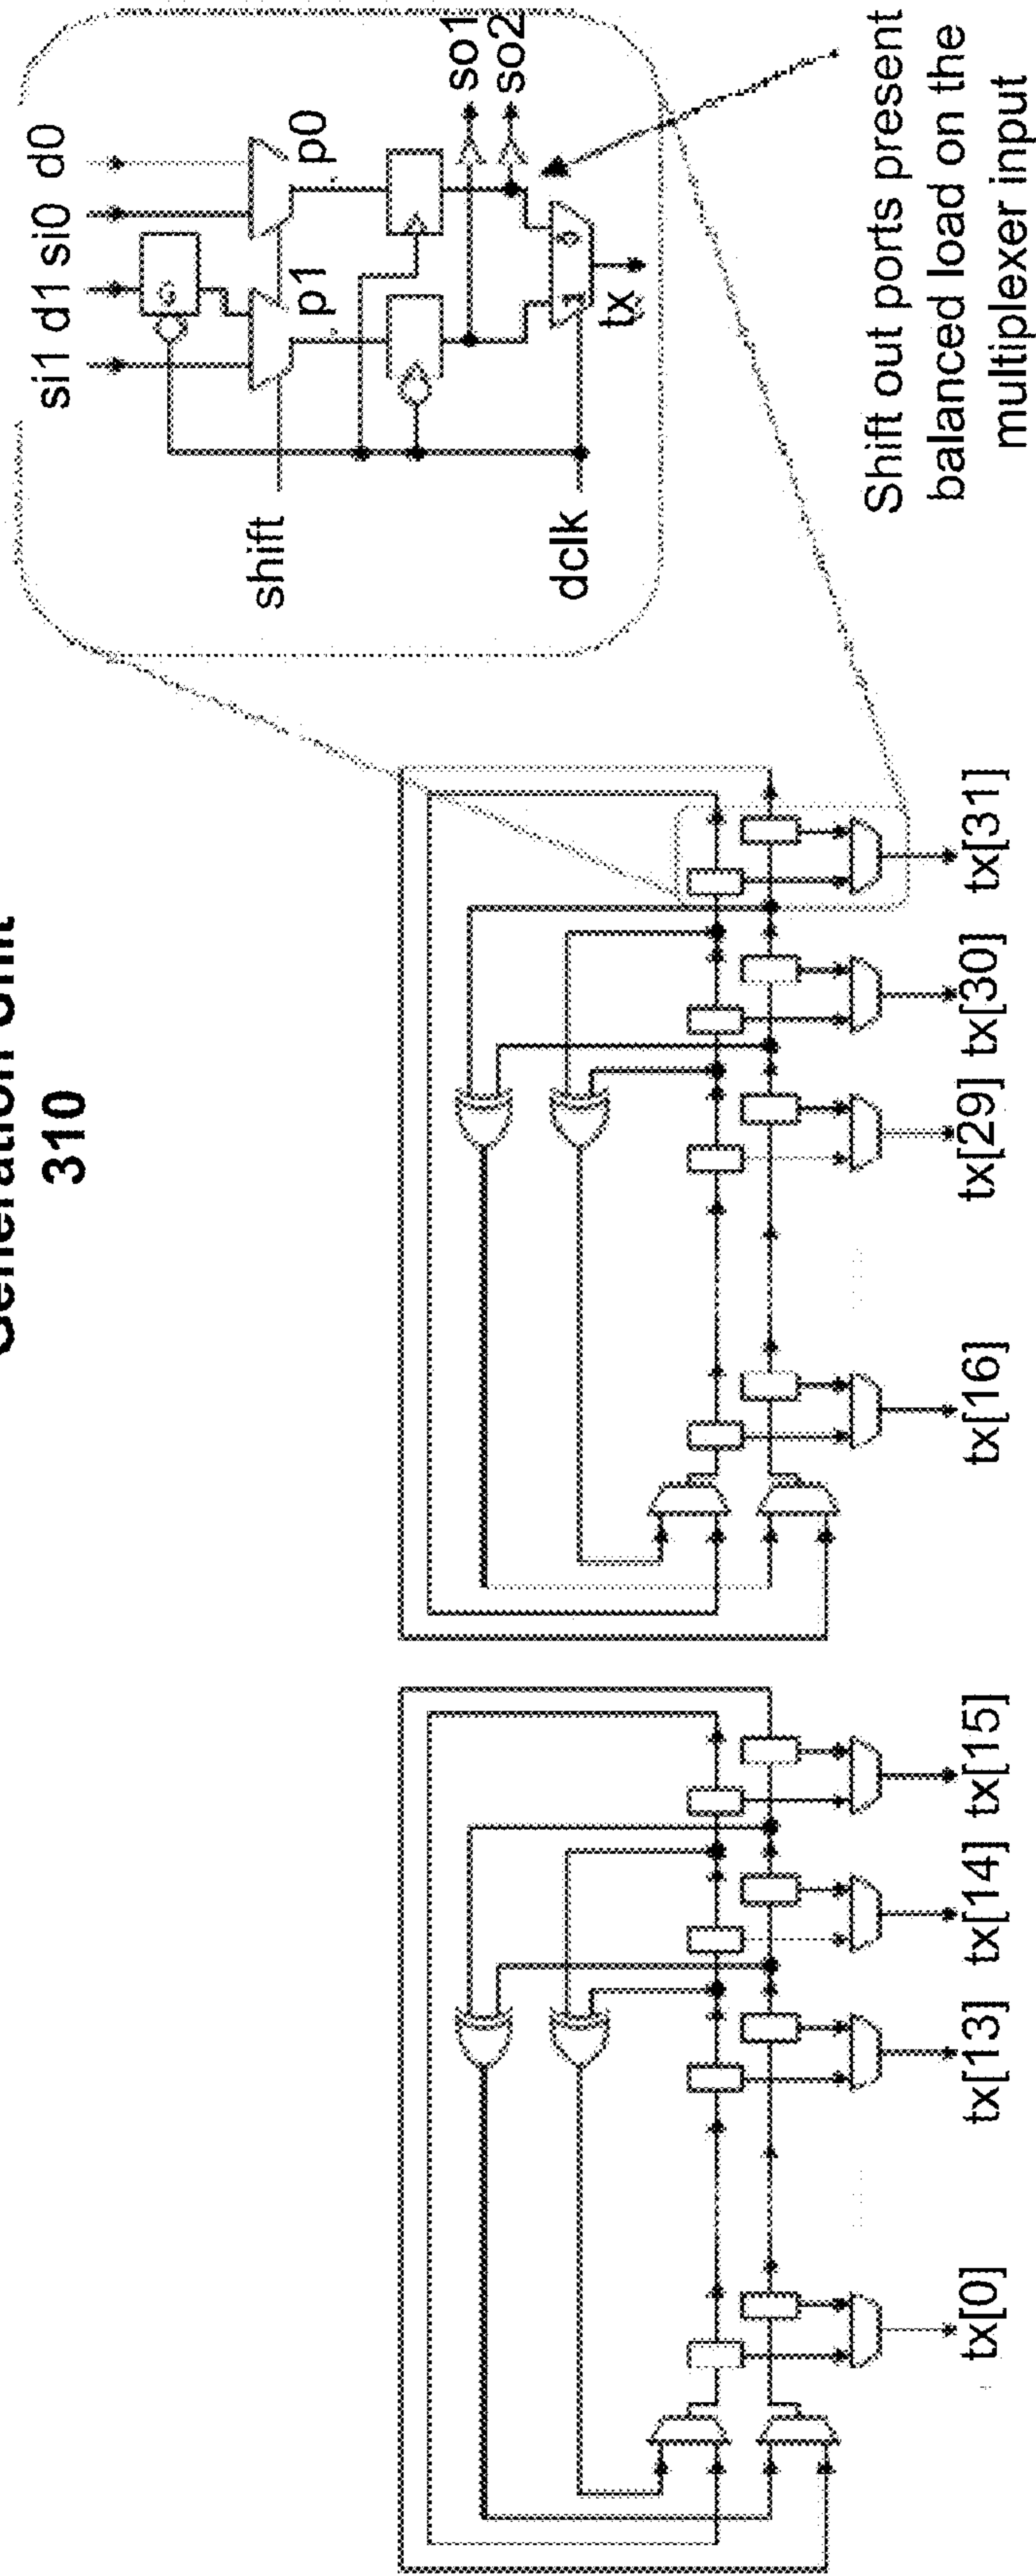 Generation Unit
310
si1 d1 si0 d0
G
shift
p1
p0
so1
so2
1
0
dclk
tx
Shift out ports present
balanced load on the
multiplexer input
tx[0]
tx[13]
tx[14]
tx[15]
tx[16]
tx[29]
tx[30]
tx[31]